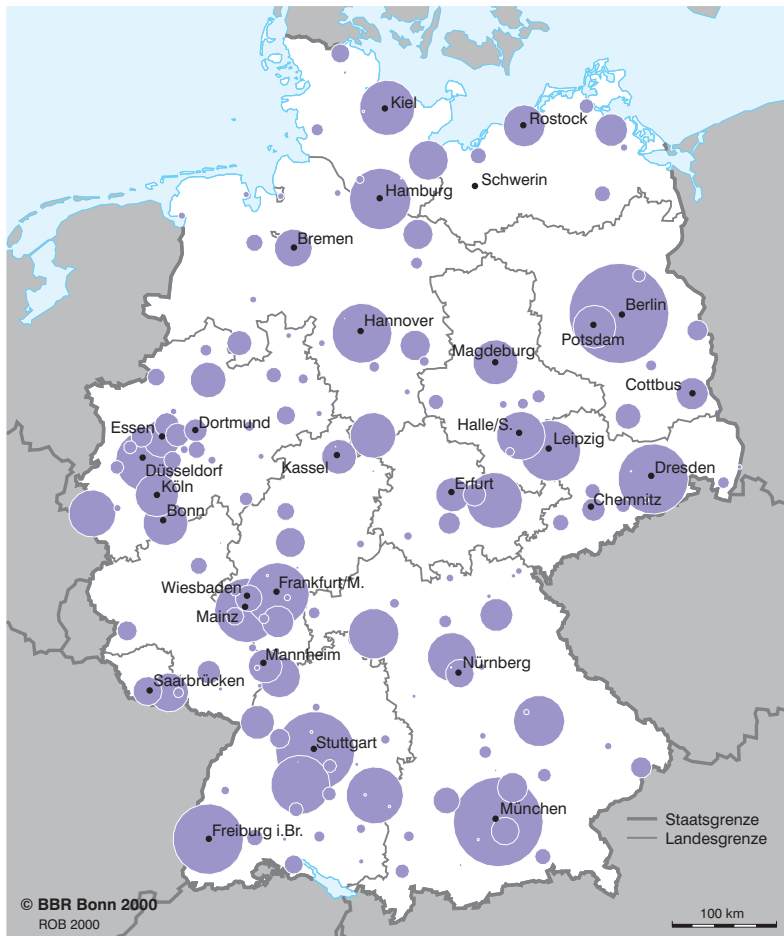 Kiel
Rostock
Schwerin
Hamburg
Bremen
Berlin
Hannover
Potsdam
Magdeburg
Cottbus
Essen
Dortmund
Halle/S.
Leipzig
Düsseldorf
Kassel
Dresden
Köln
Erfurt
Chemnitz
Bonn
Wiesbaden
Frankfurt/M.
Mainz
Mannheim
Nürnberg
Saarbrücken
Stuttgart
München
Freiburg i.Br.
Staatsgrenze
Landesgrenze
© BBR Bonn 2000
ROB 2000
100 km